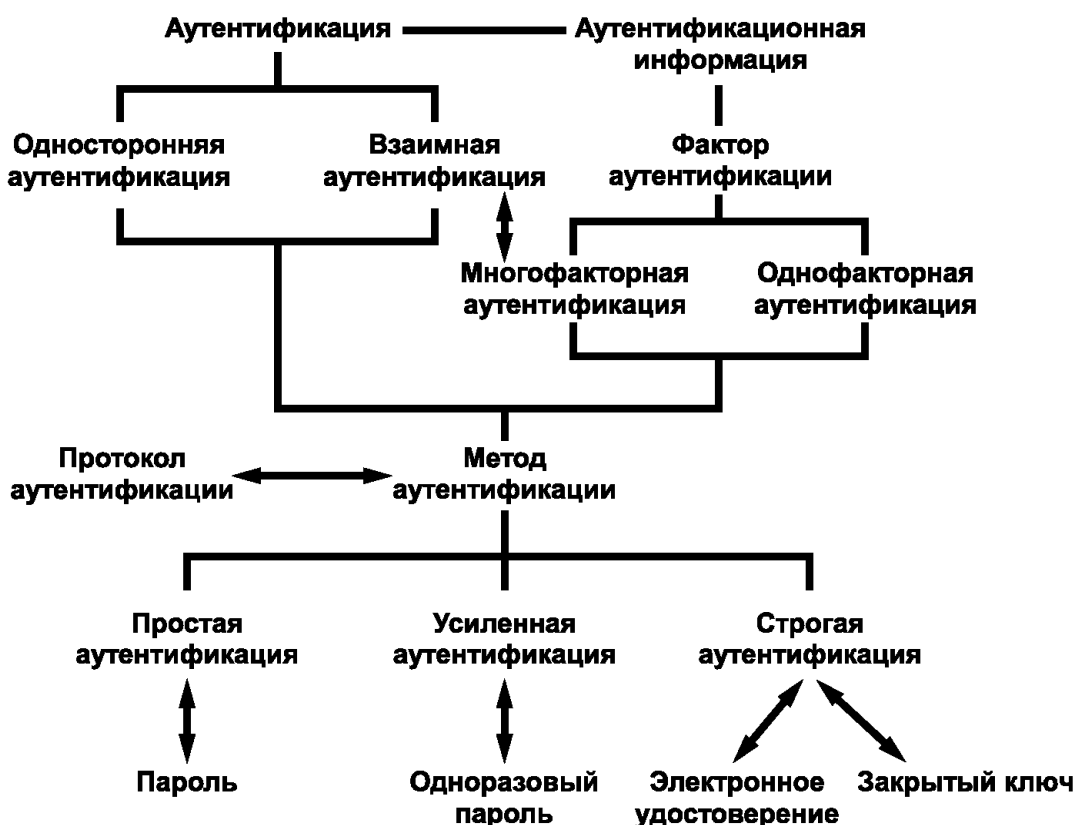 Аутентификация
Аутентификационная
информация
Односторонняя
аутентификация
Взаимная
аутентификация
Фактор
аутентификации
Многофакторная
аутентификация
Однофакторная
аутентификация
Протокол
аутентификации
Метод
аутентификации
Простая
аутентификация
Усиленная
аутентификация
Строгая
аутентификация
Пароль
Одноразовый
пароль
Электронное
удостоверение
Закрытый ключ